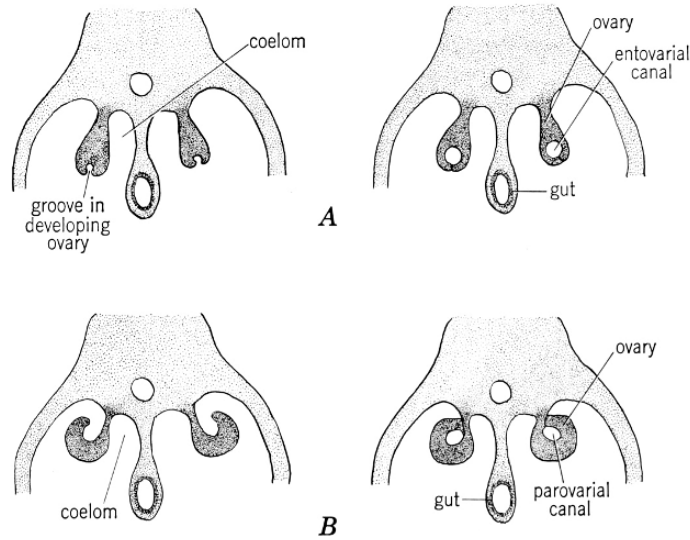 coelom
groove in
developing
ovary
ovary
entovarial
canal
gut
A
coelom
ovary
parovarial
canal
gut
B